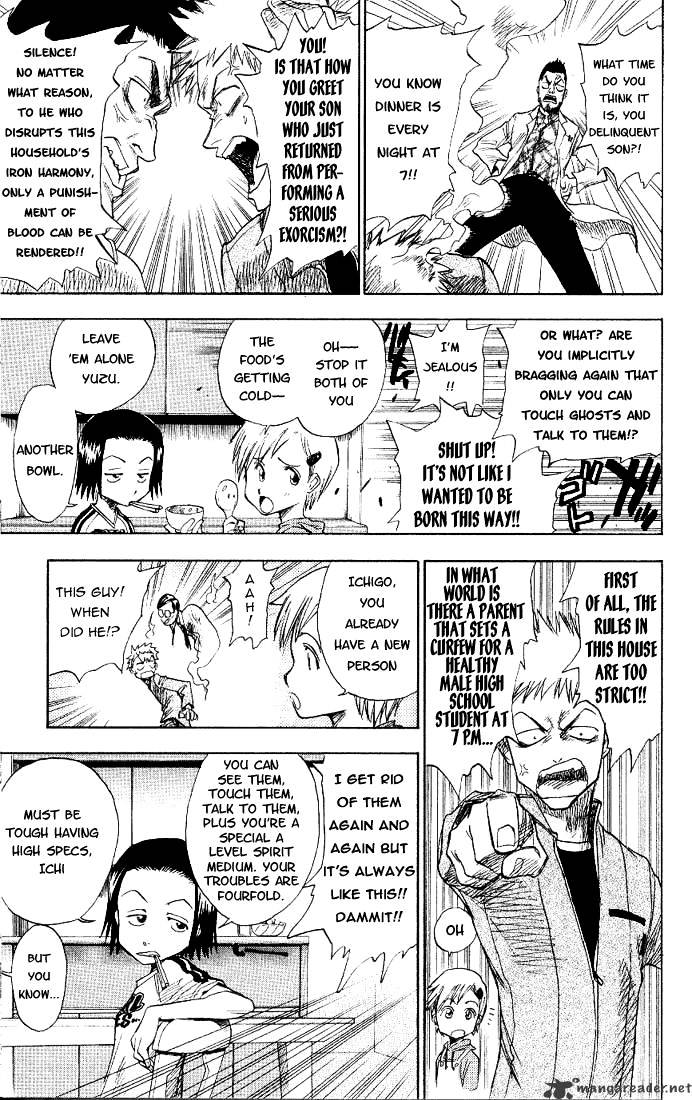 WHAT TIME
DO YOU
THINK IT
IS, YOU
DELINQUENT
SON?!
YOU KNOW
DINNER IS
EVERY
NIGHT AT
7!!
YOU!
IS THAT HOW
YOU GREET
YOUR SON
WHO JUST
RETURNED
FROM PER-
FORMING A
SERIOUS
EXORCISM?!
SILENCE!
NO MATTER
WHAT REASON,
TO HE WHO
DISRUPTS THIS
HOUSEHOLD'S
IRON HARMONY,
ONLY A PUNISH-
MENT OF
BLOOD CAN BE
RENDERED!!
OR WHAT? ARE
YOU IMPLICITLY
BRAGGING AGAIN THAT
ONLY YOU CAN
TOUCH GHOSTS AND
TALK TO THEM!?
I'M
JEALOUS
!!
SHUT UP!
IT'S NOT LIKE I
WANTED TO BE
BORN THIS WAY!!
OH—
STOP IT
BOTH OF
YOU
THE
FOOD'S
GETTING
COLD—
LEAVE
'EM ALONE
YUZU.
ANOTHER
BOWL.
FIRST
OF ALL, THE
RULES IN
THIS HOUSE
ARE TOO
STRICT!!
IN WHAT
WORLD IS
THERE A PARENT
THAT SETS A
CURFEW FOR A
HEALTHY
MALE HIGH
SCHOOL
STUDENT AT
7 P.M...
OH
ICHIGO,
YOU
ALREADY
HAVE A NEW
PERSON
AAH!
THIS GUY!
WHEN
DID HE!?
I GET RID
OF THEM
AGAIN AND
AGAIN BUT
IT'S ALWAYS
LIKE THIS!!
DAMMIT!!
YOU CAN
SEE THEM,
TOUCH THEM,
TALK TO THEM,
PLUS YOU'RE A
SPECIAL A
LEVEL SPIRIT
MEDIUM. YOUR
TROUBLES ARE
FOURFOLD.
MUST BE
TOUGH HAVING
HIGH SPECS,
ICHI
BUT
YOU
KNOW...
mangareader.net